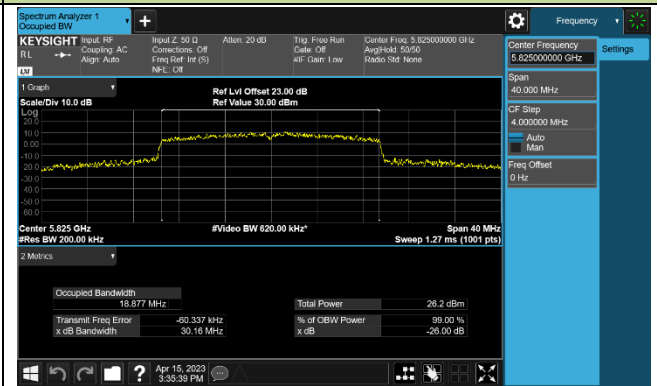 Spectrum Analyzer 1
Occupied BW
Frequency
KEYSIGHT
RL
LXI
Input: RF
Coupling: AC
Align: Auto
Input Z: 50 Ω
Corrections: Off
Freq Ref: Int (S)
NFE: Off
Atten: 20 dB
Trig: Free Run
Gate: Off
#IF Gain: Low
Center Freq: 5.825000000 GHz
Avg|Hold: 50/50
Radio Std: None
Center Frequency
5.825000000 GHz
Settings
Span
40.000 MHz
CF Step
4.000000 MHz
Auto
Man
Freq Offset
0 Hz
1 Graph
Scale/Div 10.0 dB
Ref Lvl Offset 23.00 dB
Ref Value 30.00 dBm
Log
20.0
10.0
0.00
-10.0
-20.0
-30.0
-40.0
-50.0
-60.0
Center 5.825 GHz
#Res BW 200.00 kHz
#Video BW 620.00 kHz*
Span 40 MHz
Sweep 1.27 ms (1001 pts)
2 Metrics
Occupied Bandwidth
18.877 MHz
Total Power 26.2 dBm
Transmit Freq Error -60.337 kHz
% of OBW Power 99.00 %
x dB Bandwidth 30.16 MHz
x dB -26.00 dB
?
Apr 15, 2023
3:35:39 PM